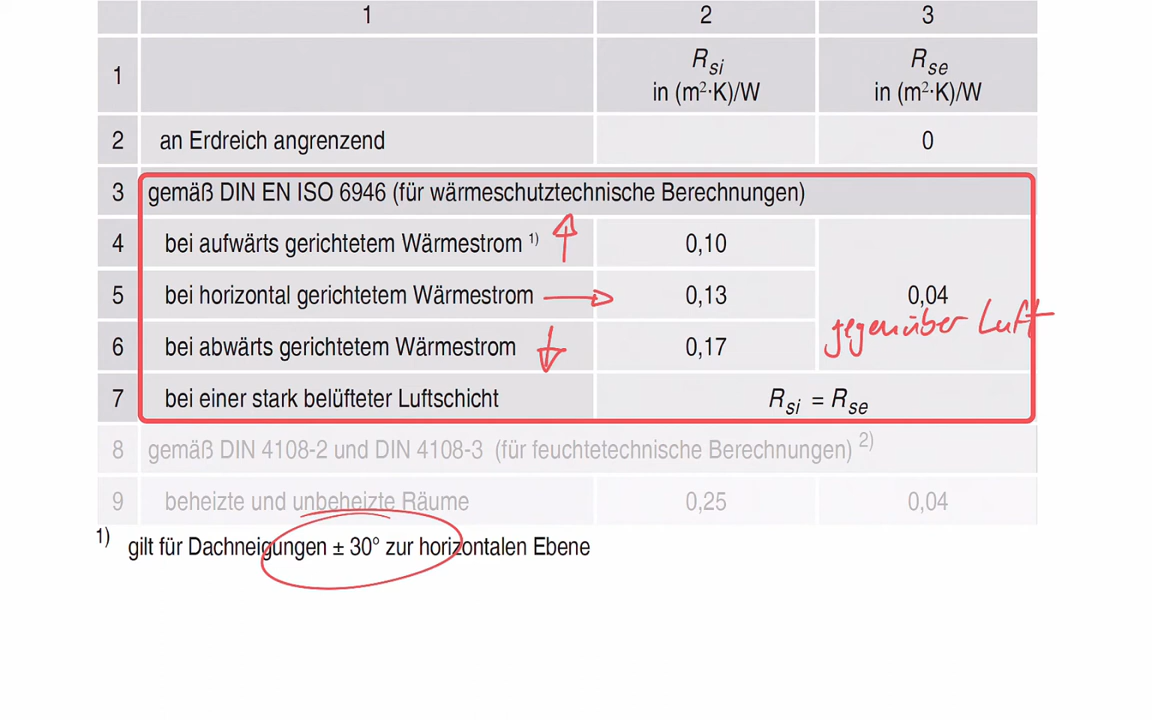 1 2 3
1 R_si in (m²·K)/W R_se in (m²·K)/W
2 an Erdreich angrenzend 0
3 gemäß DIN EN ISO 6946 (für wärmeschutztechnische Berechnungen)
4 bei aufwärts gerichtetem Wärmestrom ¹⁾ ↑ 0,10
5 bei horizontal gerichtetem Wärmestrom → 0,13 0,04
gegenüber Luft
6 bei abwärts gerichtetem Wärmestrom ↓ 0,17
7 bei einer stark belüfteter Luftschicht R_si = R_se
8 gemäß DIN 4108-2 und DIN 4108-3 (für feuchtetechnische Berechnungen) ²⁾
9 beheizte und unbeheizte Räume 0,25 0,04
¹⁾ gilt für Dachneigungen ± 30° zur horizontalen Ebene